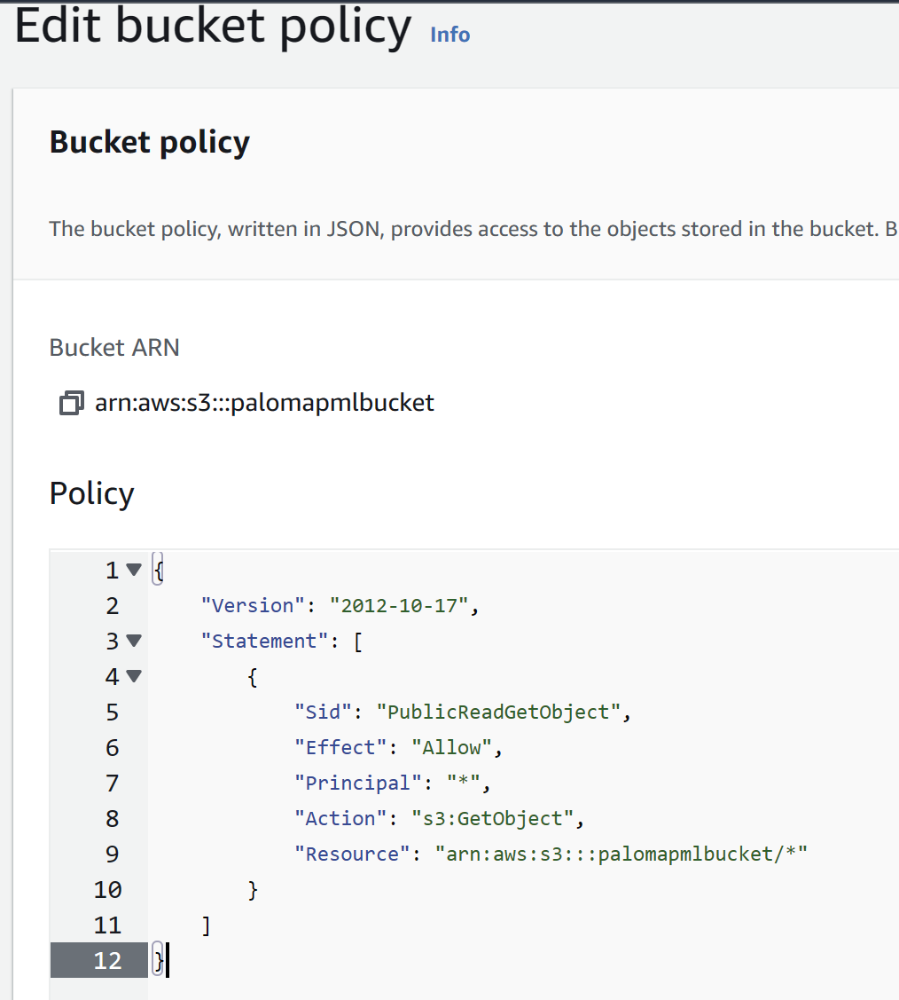 Edit bucket policy Info
Bucket policy
The bucket policy, written in JSON, provides access to the objects stored in the bucket. B
Bucket ARN
arn:aws:s3:::palomapmlbucket
Policy
1 {
2 "Version": "2012-10-17",
3 "Statement": [
4 {
5 "Sid": "PublicReadGetObject",
6 "Effect": "Allow",
7 "Principal": "*",
8 "Action": "s3:GetObject",
9 "Resource": "arn:aws:s3:::palomapmlbucket/*"
10 }
11 ]
12 }